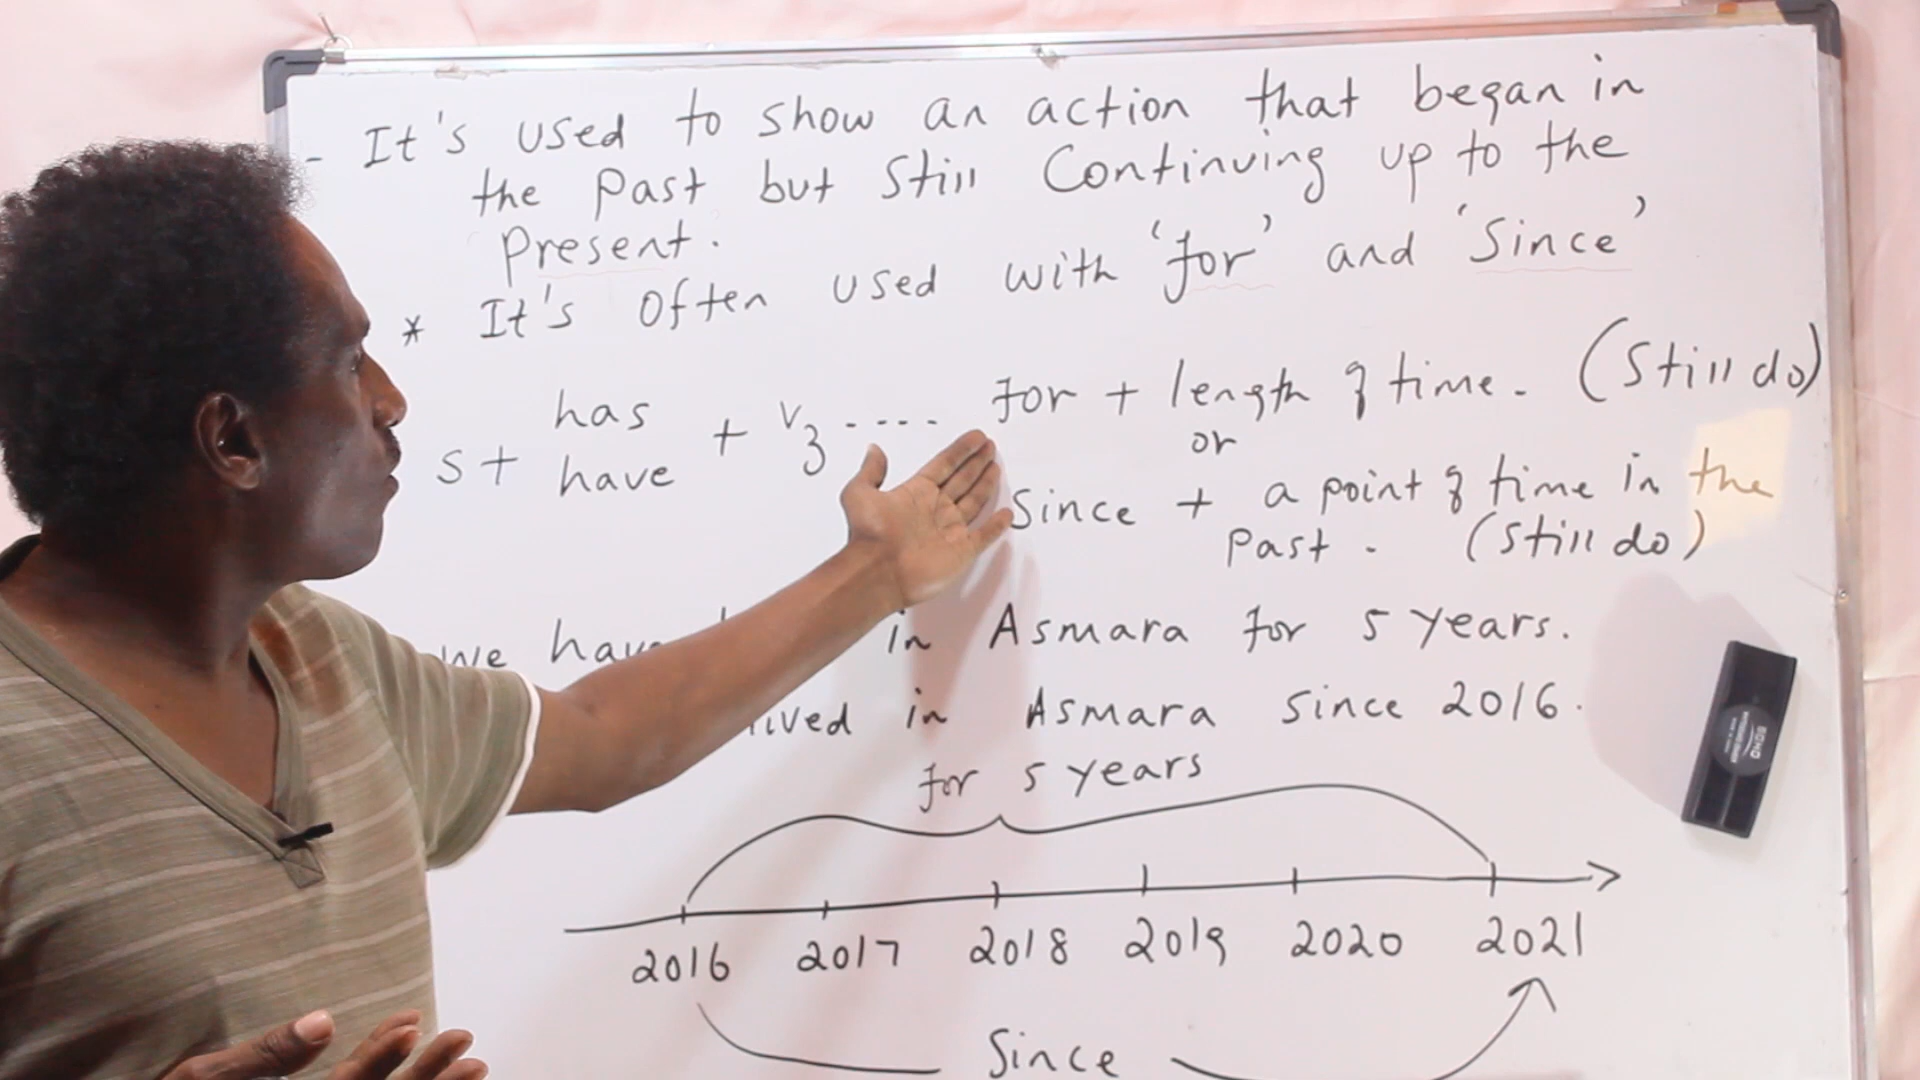 - It's used to show an action that began in
the past but still continuing up to the
present.
* It's often used with 'for' and 'since'
s + has
have
+ V3 ---- for + length of time. (still do)
or
since + a point of time in the
past. (still do)
We have in Asmara for 5 years.
lived in Asmara since 2016.
for 5 years
2016 2017 2018 2019 2020 2021
Since